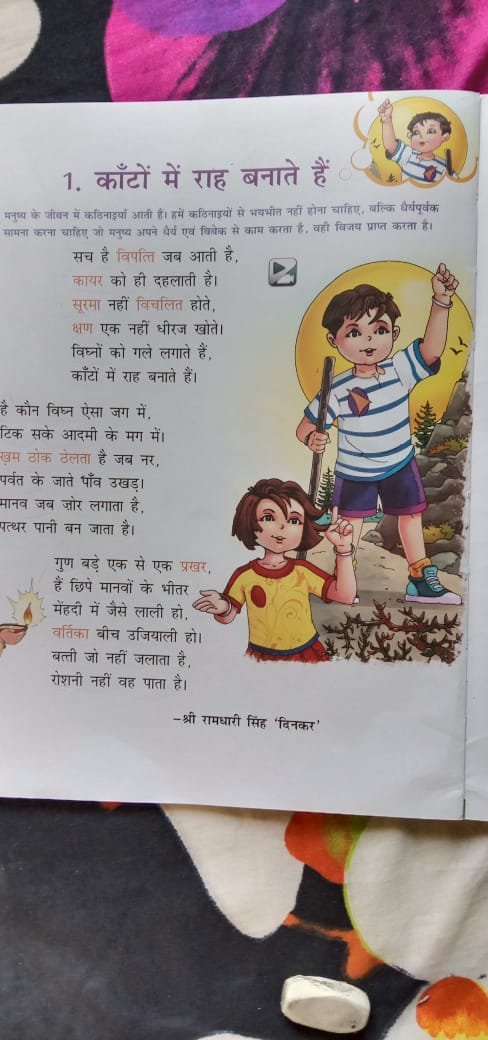 1. काँटों में राह बनाते हैं
मनुष्य के जीवन में कठिनाइयाँ आती हैं। हमें कठिनाइयों से भयभीत नहीं होना चाहिए, बल्कि धैर्यपूर्वक
सामना करना चाहिए जो मनुष्य अपने धैर्य एवं विवेक से काम करता है, वही विजय प्राप्त करता है।
सच है विपत्ति जब आती है,
कायर को ही दहलाती है।
सूरमा नहीं विचलित होते,
क्षण एक नहीं धीरज खोते।
विघ्नों को गले लगाते हैं,
काँटों में राह बनाते हैं।
है कौन विघ्न ऐसा जग में,
टिक सके आदमी के मग में।
ख़म ठोक ठेलता है जब नर,
पर्वत के जाते पाँव उखड़।
मानव जब ज़ोर लगाता है,
पत्थर पानी बन जाता है।
गुण बड़े एक से एक प्रखर,
हैं छिपे मानवों के भीतर
मेंहदी में जैसे लाली हो,
वर्तिका बीच उजियाली हो।
बत्ती जो नहीं जलाता है,
रोशनी नहीं वह पाता है।
–श्री रामधारी सिंह ‘दिनकर’